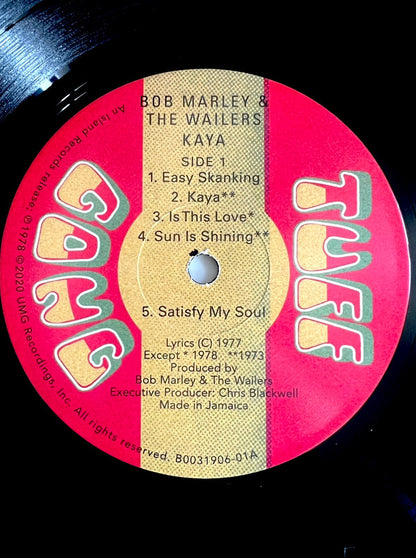 BOB MARLEY &
THE WAILERS
KAYA
SIDE 1
1. Easy Skanking
2. Kaya**
3. Is This Love*
4. Sun Is Shining**
5. Satisfy My Soul
Lyrics (C) 1977
Except * 1978 **1973
Produced by
Bob Marley & The Wailers
Executive Producer: Chris Blackwell
Made in Jamaica
TUFF
GONG
An Island Records release, ℗1978 ©2020 UMG Recordings, Inc. All rights reserved. B0031906-01A